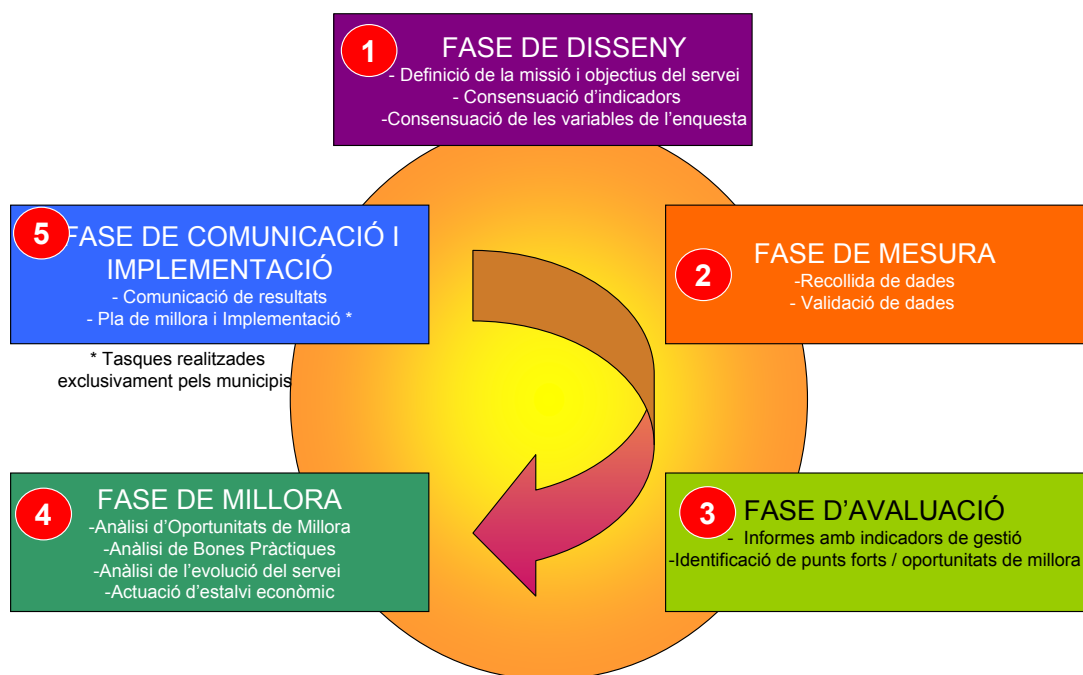 1
FASE DE DISSENY
- Definició de la missió i objectius del servei
- Consensuació d'indicadors
-Consensuació de les variables de l'enquesta
2
FASE DE MESURA
-Recollida de dades
- Validació de dades
3
FASE D'AVALUACIÓ
- Informes amb indicadors de gestió
-Identificació de punts forts / oportunitats de millora
4
FASE DE MILLORA
-Anàlisi d'Oportunitats de Millora
-Anàlisi de Bones Pràctiques
-Anàlisi de l'evolució del servei
-Actuació d'estalvi econòmic
5
FASE DE COMUNICACIÓ I
IMPLEMENTACIÓ
- Comunicació de resultats
- Pla de millora i Implementació *
* Tasques realitzades
exclusivament pels municipis